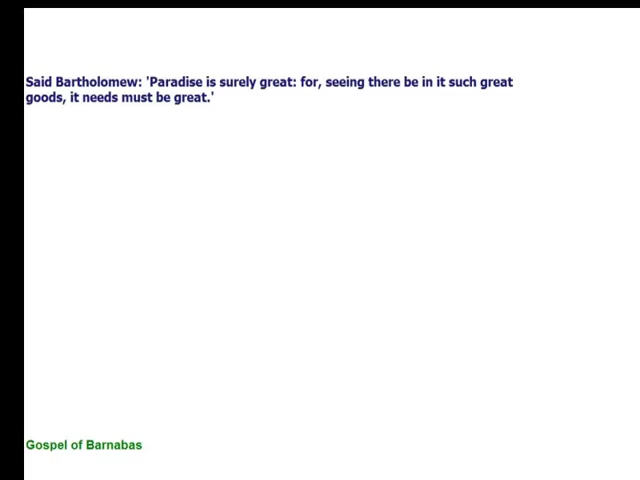 Said Bartholomew: 'Paradise is surely great: for, seeing there be in it such great
goods, it needs must be great.'
Gospel of Barnabas